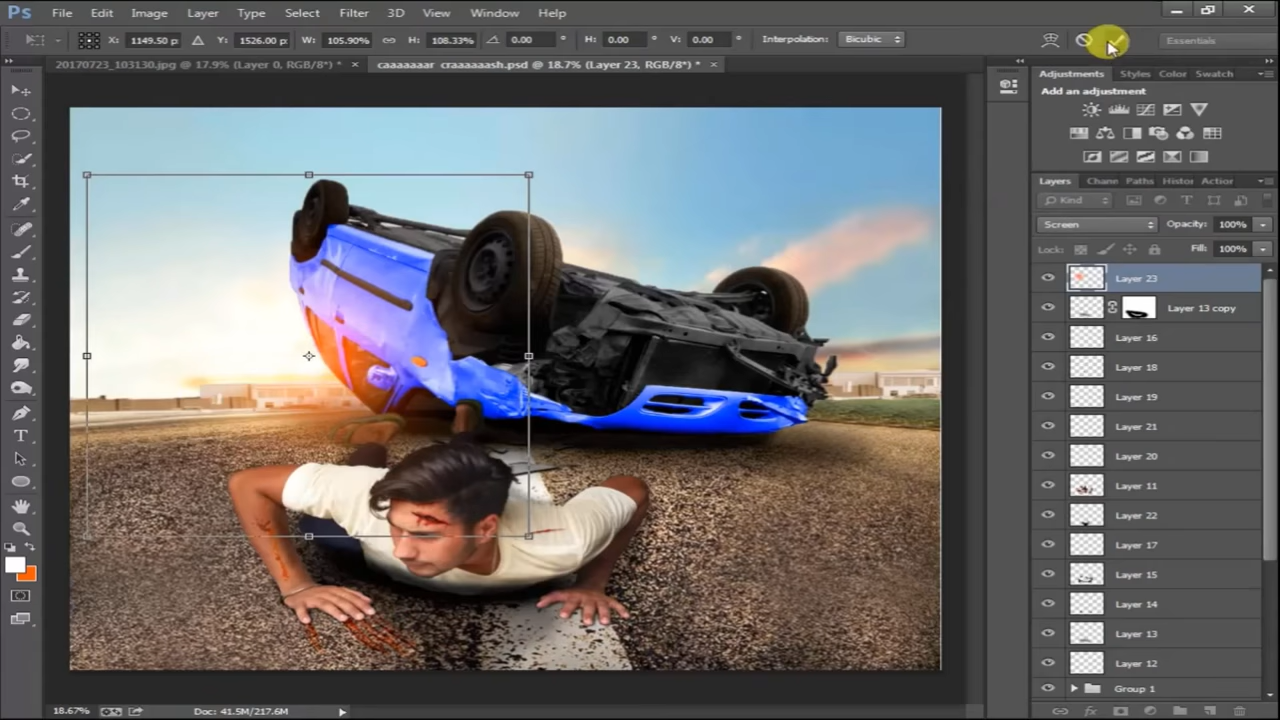 Ps File Edit Image Layer Type Select Filter 3D View Window Help
X: 1149.50 p Y: 1526.00 p W: 105.90% H: 108.33% 0.00 ° H: 0.00 ° V: 0.00 ° Interpolation: Bicubic Essentials
20170723_103130.jpg @ 17.9% (Layer 0, RGB/8) * × caaaaaaar craaaaaash.psd @ 18.7% (Layer 23, RGB/8) * ×
Adjustments Styles Color Swatch
Add an adjustment
Layers Chann Paths Histor Action
Kind
Screen Opacity: 100%
Lock: Fill: 100%
Layer 23
Layer 13 copy
Layer 16
Layer 18
Layer 19
Layer 21
Layer 20
Layer 11
Layer 22
Layer 17
Layer 15
Layer 14
Layer 13
Layer 12
Group 1
18.67% Doc: 41.5M/217.6M